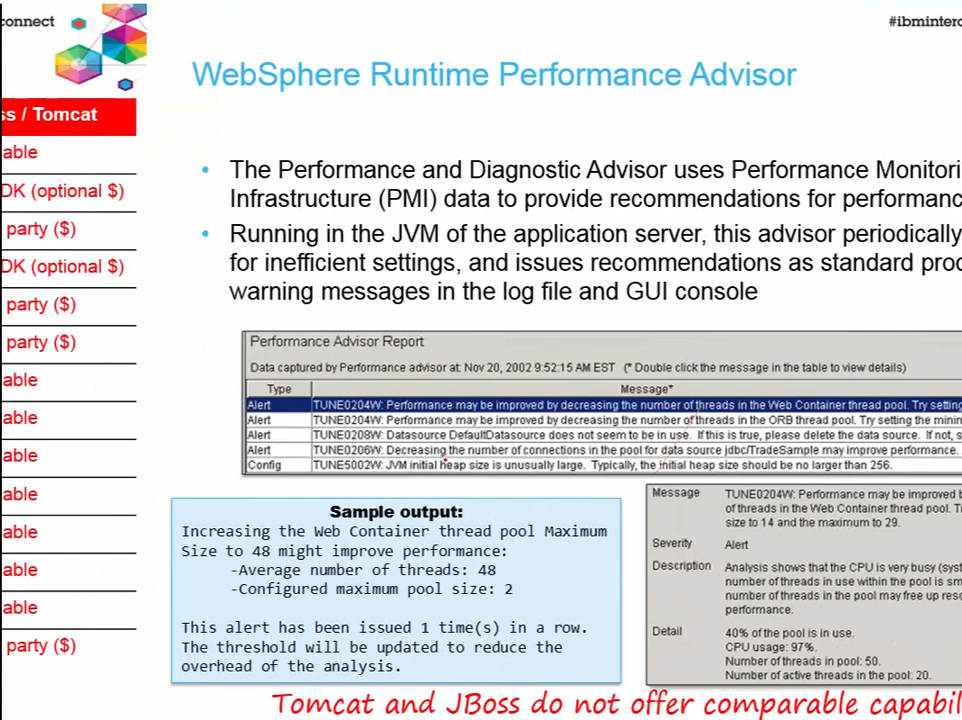 connect
#ibminterc
WebSphere Runtime Performance Advisor
ss / Tomcat
able
DK (optional $)
party ($)
DK (optional $)
party ($)
party ($)
able
able
able
able
able
able
able
party ($)
• The Performance and Diagnostic Advisor uses Performance Monitori
Infrastructure (PMI) data to provide recommendations for performanc
• Running in the JVM of the application server, this advisor periodically
for inefficient settings, and issues recommendations as standard prod
warning messages in the log file and GUI console
Performance Advisor Report
Data captured by Performance advisor at: Nov 20, 2002 9:52:15 AM EST (* Double click the message in the table to view details)
Type Message*
Alert TUNE0204W: Performance may be improved by decreasing the number of threads in the Web Container thread pool. Try setting
Alert TUNE0204W: Performance may be improved by decreasing the number of threads in the ORB thread pool. Try setting the mini
Alert TUNE0208W: Datasource DefaultDatasource does not seem to be in use. If this is true, please delete the data source. If not, s
Alert TUNE0206W: Decreasing the number of connections in the pool for data source jdbc/TradeSample may improve performance.
Config TUNE5002W: JVM initial heap size is unusually large. Typically, the initial heap size should be no larger than 256.
Sample output:
Increasing the Web Container thread pool Maximum
Size to 48 might improve performance:
-Average number of threads: 48
-Configured maximum pool size: 2
This alert has been issued 1 time(s) in a row.
The threshold will be updated to reduce the
overhead of the analysis.
Message TUNE0204W: Performance may be improved b
of threads in the Web Container thread pool. Tr
size to 14 and the maximum to 29.
Severity Alert
Description Analysis shows that the CPU is very busy (syst
number of threads in use within the pool is sm
number of threads in the pool may free up reso
performance.
Detail 40% of the pool is in use.
CPU usage: 97%.
Number of threads in pool: 50.
Number of active threads in the pool: 20.
Tomcat and JBoss do not offer comparable capabil